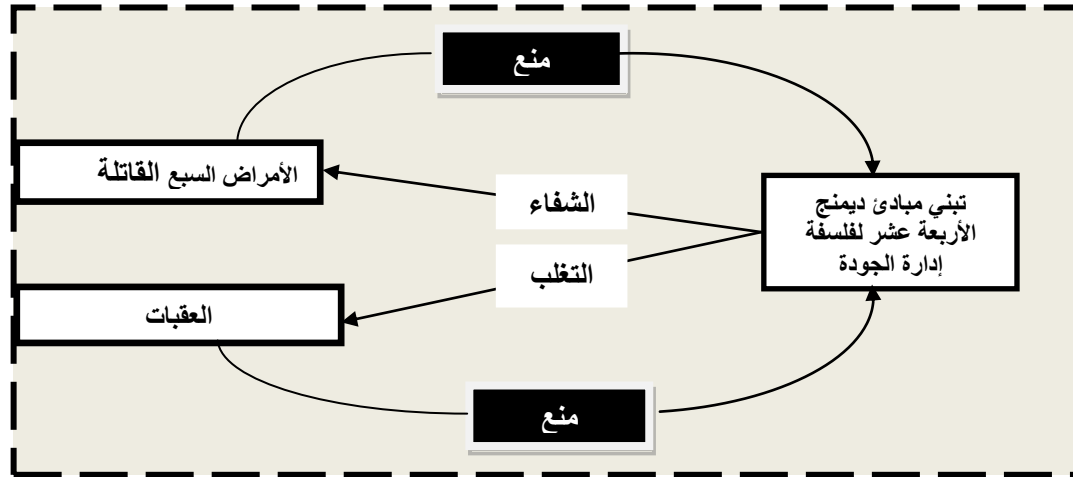 منع
الأمراض السبع القاتلة
الشفاء
تبني مبادئ ديمنج
الأربعة عشر لفلسفة
إدارة الجودة
التغلب
العقبات
منع